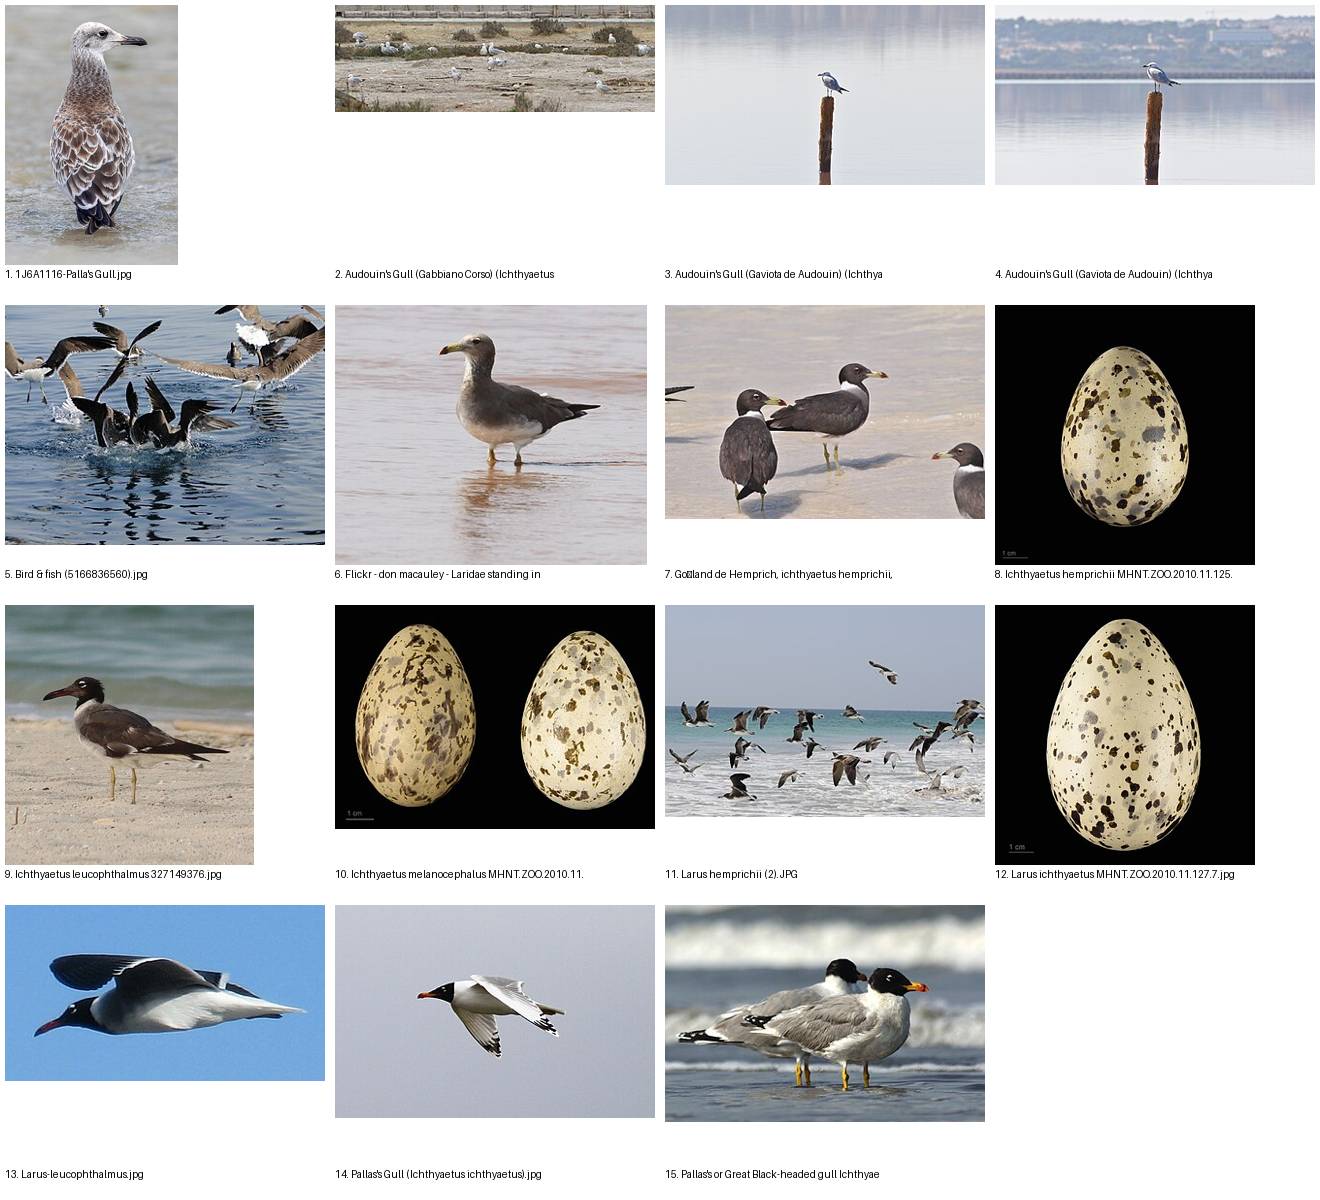 1. 1J6A1116-Palla's Gull.jpg
2. Audouin's Gull (Gabbiano Corso) (Ichthyaetus
3. Audouin's Gull (Gaviota de Audouin) (Ichthya
4. Audouin's Gull (Gaviota de Audouin) (Ichthya
1 cm
5. Bird & fish (5166836560).jpg
6. Flickr - don macauley - Laridae standing in
7. Goland de Hemprich, ichthyaetus hemprichii,
8. Ichthyaetus hemprichii MHNT.ZOO.2010.11.125.
1 cm
1 cm
9. Ichthyaetus leucophthalmus 327149376.jpg
10. Ichthyaetus melanocephalus MHNT.ZOO.2010.11.
11. Larus hemprichii (2).JPG
12. Larus ichthyaetus MHNT.ZOO.2010.11.127.7.jpg
13. Larus-leucophthalmus.jpg
14. Pallas's Gull (Ichthyaetus ichthyaetus).jpg
15. Pallas's or Great Black-headed gull Ichthyae